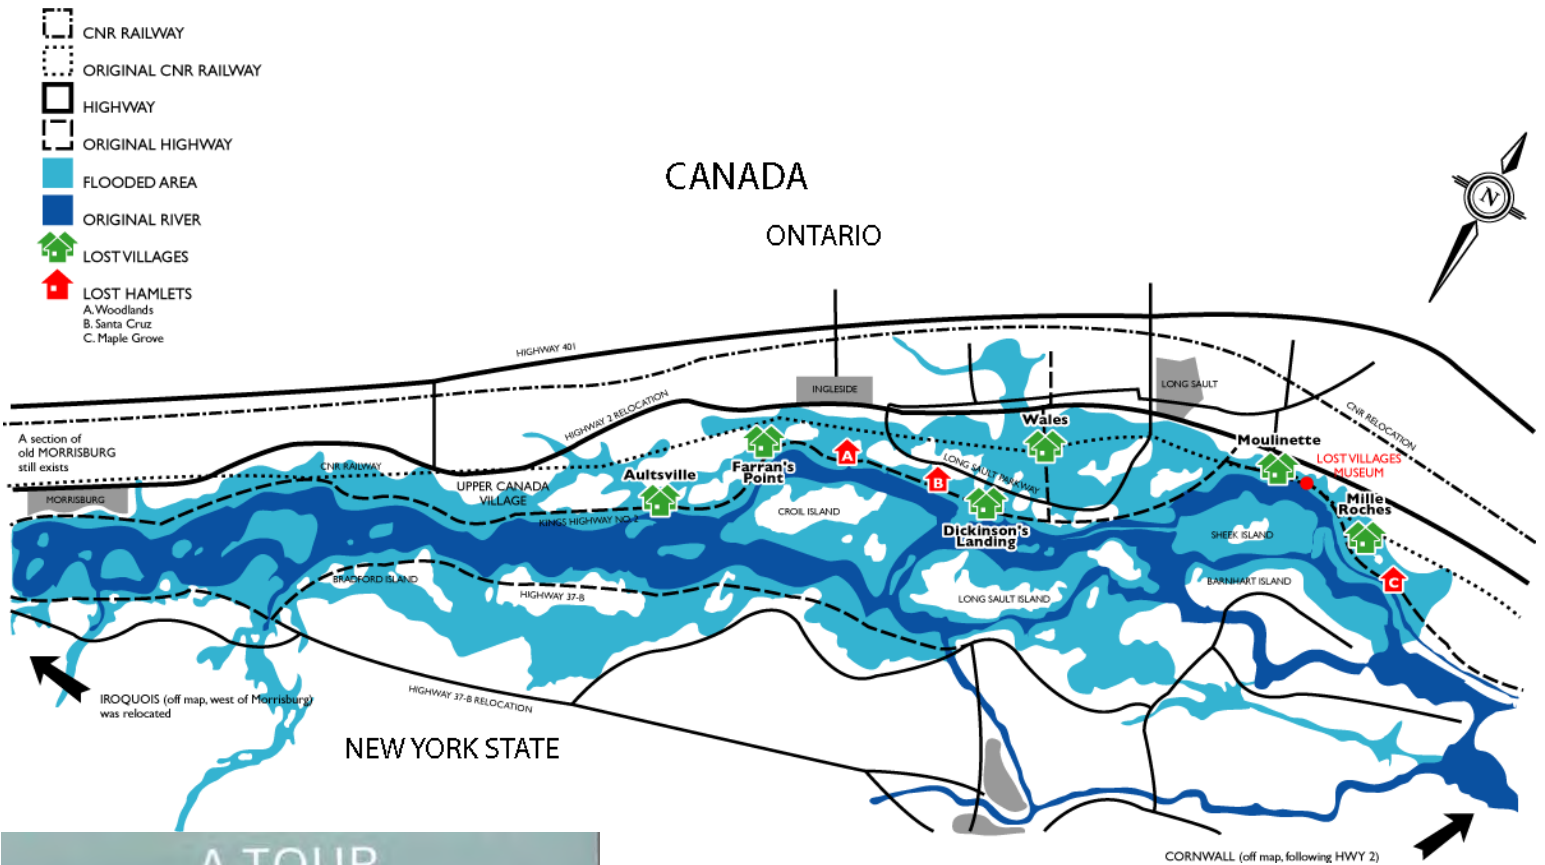 CNR RAILWAY
ORIGINAL CNR RAILWAY
HIGHWAY
ORIGINAL HIGHWAY
FLOODED AREA
ORIGINAL RIVER
LOST VILLAGES
LOST HAMLETS
A. Woodlands
B. Santa Cruz
C. Maple Grove
CANADA
ONTARIO
N
HIGHWAY 401
INGLESIDE
LONG SAULT
HIGHWAY 2 RELOCATION
CNR RELOCATION
A section of
old MORRISBURG
still exists
MORRISBURG
CNR RAILWAY
UPPER CANADA
VILLAGE
KINGS HIGHWAY NO. 2
Aultsville
Farran's
Point
A
B
Wales
LONG SAULT PARKWAY
Dickinson's
Landing
Moulinette
LOST VILLAGES
MUSEUM
Mille
Roches
C
CROIL ISLAND
SHEEK ISLAND
BARNHART ISLAND
LONG SAULT ISLAND
BRADFORD ISLAND
HIGHWAY 37-B
IROQUOIS (off map, west of Morrisburg)
was relocated
HIGHWAY 37-B RELOCATION
NEW YORK STATE
CORNWALL (off map, following HWY 2)
A TOUR